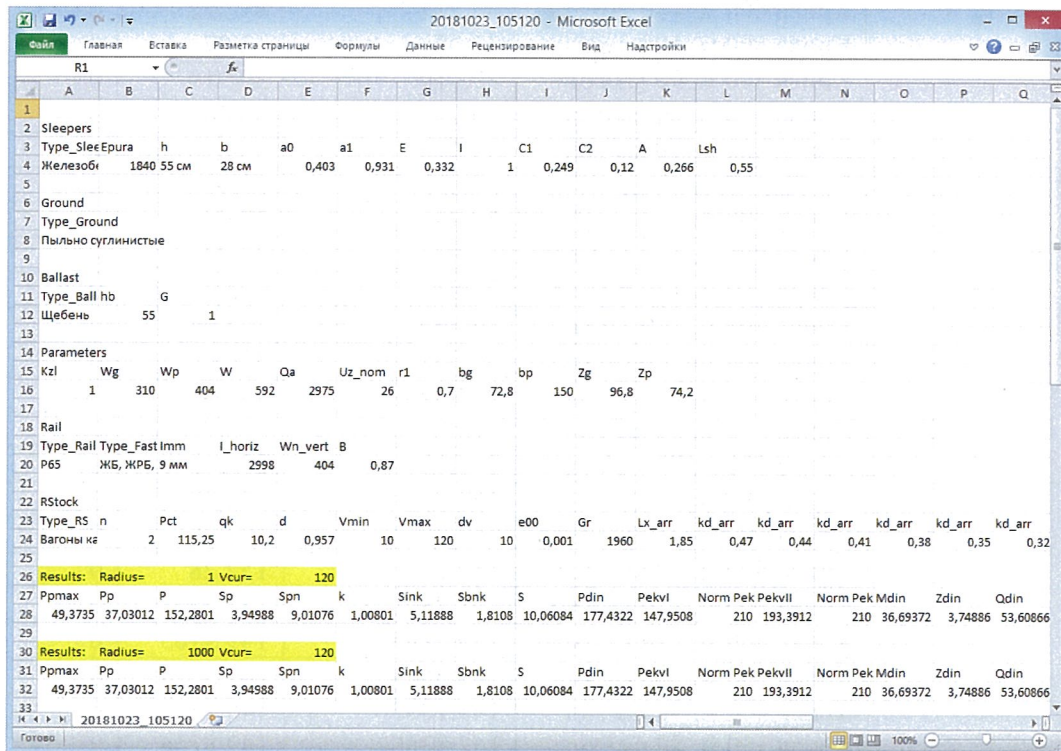 20181023_105120 - Microsoft Excel
Файл Главная Вставка Разметка страницы Формулы Данные Рецензирование Вид Надстройки
R1 fx
A B C D E F G H I J K L M N O P Q
1
2 Sleepers
3 Type_Slee Epura h b a0 a1 E I C1 C2 A Lsh
4 Железобе 1840 55 см 28 см 0,403 0,931 0,332 1 0,249 0,12 0,266 0,55
5
6 Ground
7 Type_Ground
8 Пыльно суглинистые
9
10 Ballast
11 Type_Ball hb G
12 Щебень 55 1
13
14 Parameters
15 Kzl Wg Wp W Qa Uz_nom r1 bg bp Zg Zp
16 1 310 404 592 2975 26 0,7 72,8 150 96,8 74,2
17
18 Rail
19 Type_Rail Type_Fast Imm I_horiz Wn_vert B
20 P65 ЖБ, ЖРБ, 9 мм 2998 404 0,87
21
22 RStock
23 Type_RS n Pct qk d Vmin Vmax dv e00 Gr Lx_arr kd_arr kd_arr kd_arr kd_arr kd_arr kd_arr
24 Вагоны ка 2 115,25 10,2 0,957 10 120 10 0,001 1960 1,85 0,47 0,44 0,41 0,38 0,35 0,32
25
26 Results: Radius= 1 Vcur= 120
27 Ppmax Pp P Sp Spn k Sink Sbnk S Pdin PekvI Norm Pek PekvII Norm Pek Mdin Zdin Qdin
28 49,3735 37,03012 152,2801 3,94988 9,01076 1,00801 5,11888 1,8108 10,06084 177,4322 147,9508 210 193,3912 210 36,69372 3,74886 53,60866
29
30 Results: Radius= 1000 Vcur= 120
31 Ppmax Pp P Sp Spn k Sink Sbnk S Pdin PekvI Norm Pek PekvII Norm Pek Mdin Zdin Qdin
32 49,3735 37,03012 152,2801 3,94988 9,01076 1,00801 5,11888 1,8108 10,06084 177,4322 147,9508 210 193,3912 210 36,69372 3,74886 53,60866
33
20181023_105120
Готово 100%